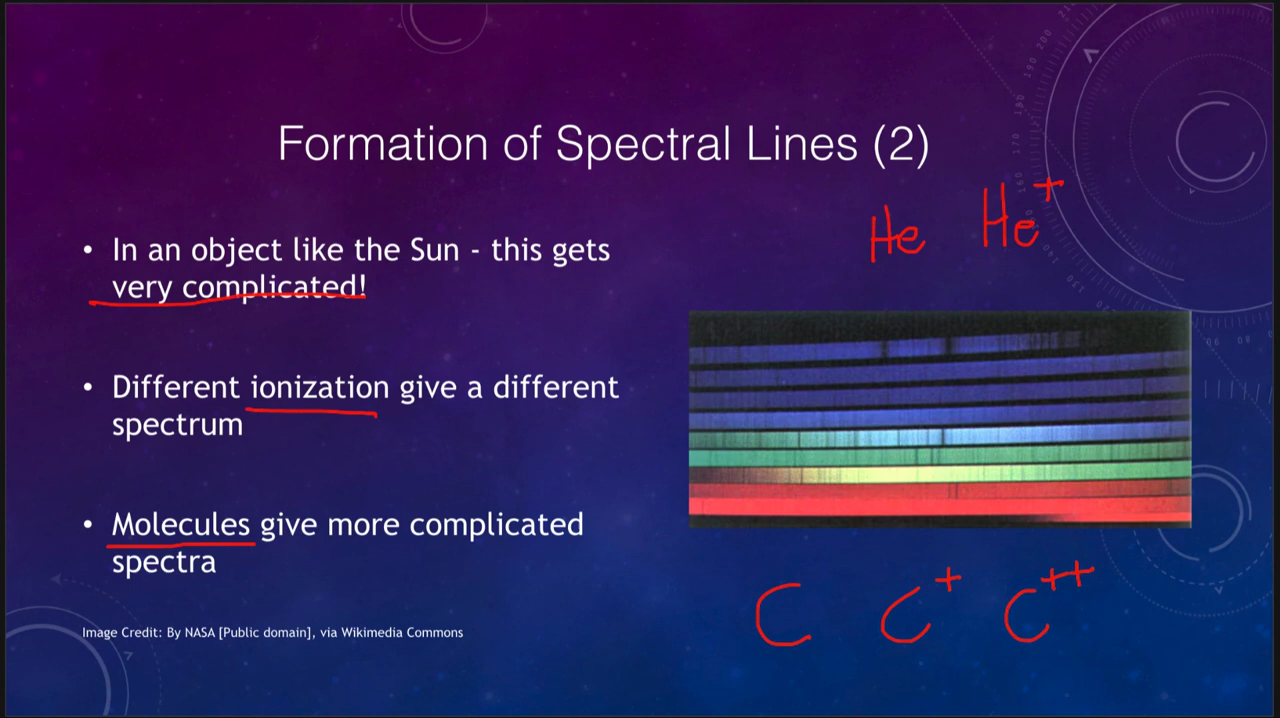 Formation of Spectral Lines (2)
He He+
• In an object like the Sun - this gets
very complicated!
• Different ionization give a different
spectrum
• Molecules give more complicated
spectra
C C+ C++
Image Credit: By NASA [Public domain], via Wikimedia Commons